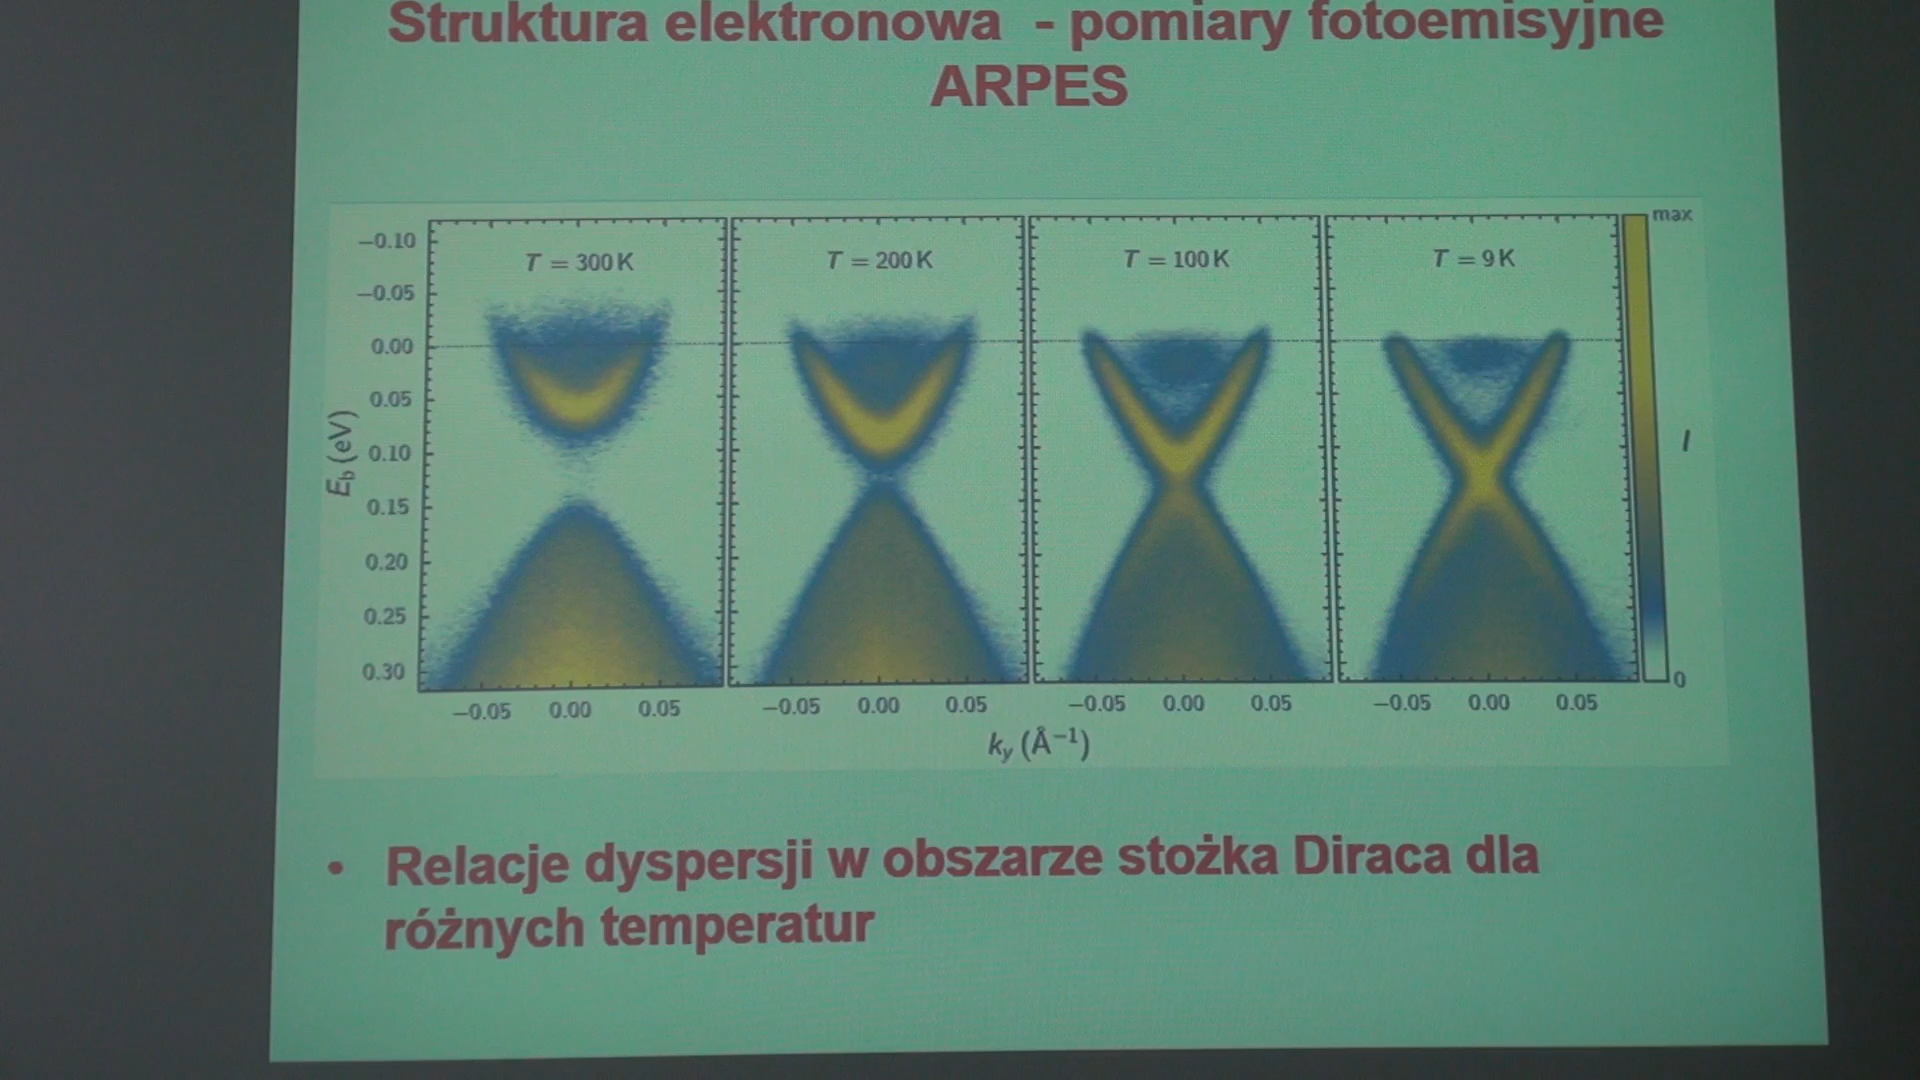 Struktura elektronowa - pomiary fotoemisyjne
ARPES
T = 300 K
T = 200 K
T = 100 K
T = 9 K
max
−0.10
−0.05
0.00
0.05
0.10
0.15
0.20
0.25
0.30
E_b (eV)
I
0
−0.05 0.00 0.05
−0.05 0.00 0.05
−0.05 0.00 0.05
−0.05 0.00 0.05
k_y (Å⁻¹)
• Relacje dyspersji w obszarze stożka Diraca dla
różnych temperatur